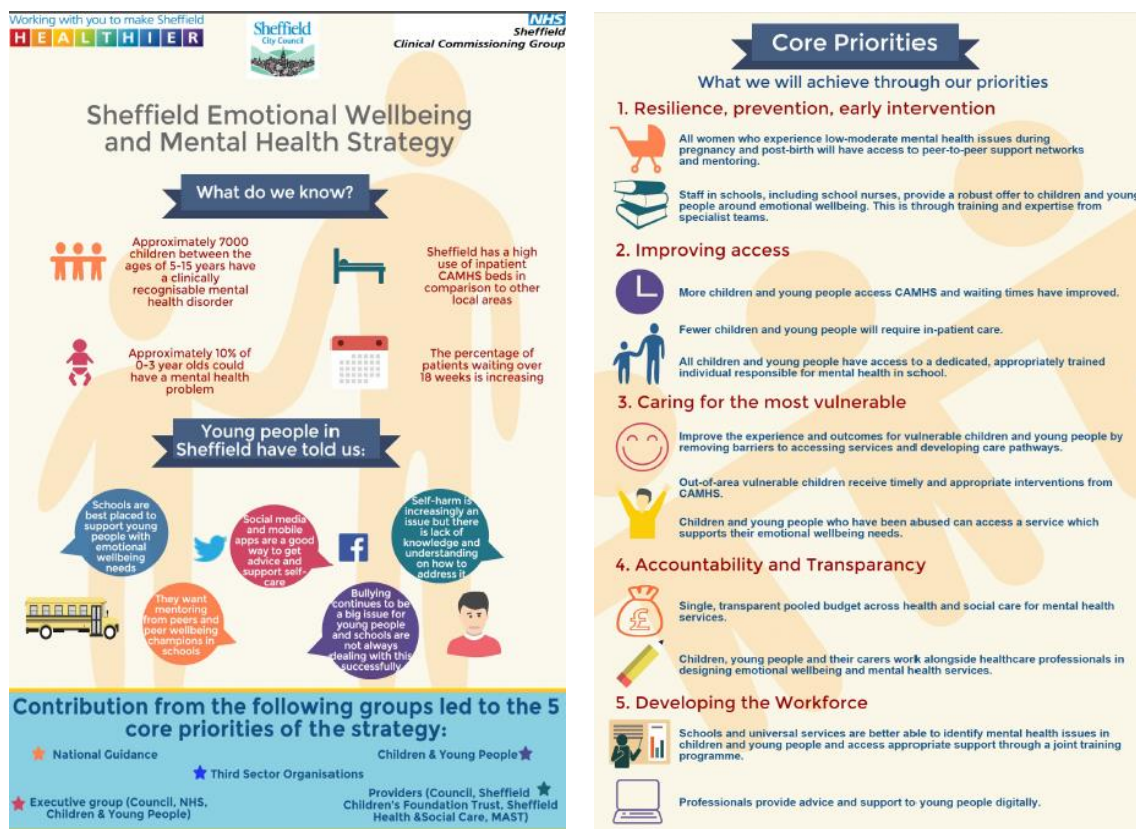 Working with you to make Sheffield
HEALTHIER
Sheffield
City Council
NHS
Sheffield
Clinical Commissioning Group
Sheffield Emotional Wellbeing
and Mental Health Strategy
What do we know?
Approximately 7000
children between the
ages of 5-15 years have
a clinically
recognisable mental
health disorder
Sheffield has a high
use of inpatient
CAMHS beds in
comparison to other
local areas
Approximately 10% of
0-3 year olds could
have a mental health
problem
The percentage of
patients waiting over
18 weeks is increasing
Young people in
Sheffield have told us:
Schools are
best placed to
support young
people with
emotional
wellbeing
needs
Social media
and mobile
apps are a good
way to get
advice and
support self-
care
Self-harm is
increasingly an
issue but there
is lack of
knowledge and
understanding
on how to
address it
They want
mentoring
from peers and
peer wellbeing
champions in
schools
Bullying
continues to be
a big issue for
young people
and schools are
not always
dealing with this
successfully
Contribution from the following groups led to the 5
core priorities of the strategy:
National Guidance
Children & Young People
Third Sector Organisations
Executive group (Council, NHS,
Children & Young People)
Providers (Council, Sheffield
Children's Foundation Trust, Sheffield
Health &Social Care, MAST)
Core Priorities
What we will achieve through our priorities
1. Resilience, prevention, early intervention
All women who experience low-moderate mental health issues during
pregnancy and post-birth will have access to peer-to-peer support networks
and mentoring.
Staff in schools, including school nurses, provide a robust offer to children and young
people around emotional wellbeing. This is through training and expertise from
specialist teams.
2. Improving access
More children and young people access CAMHS and waiting times have improved.
Fewer children and young people will require in-patient care.
All children and young people have access to a dedicated, appropriately trained
individual responsible for mental health in school.
3. Caring for the most vulnerable
Improve the experience and outcomes for vulnerable children and young people by
removing barriers to accessing services and developing care pathways.
Out-of-area vulnerable children receive timely and appropriate interventions from
CAMHS.
Children and young people who have been abused can access a service which
supports their emotional wellbeing needs.
4. Accountability and Transparancy
£
Single, transparent pooled budget across health and social care for mental health
services.
Children, young people and their carers work alongside healthcare professionals in
designing emotional wellbeing and mental health services.
5. Developing the Workforce
Schools and universal services are better able to identify mental health issues in
children and young people and access appropriate support through a joint training
programme.
Professionals provide advice and support to young people digitally.